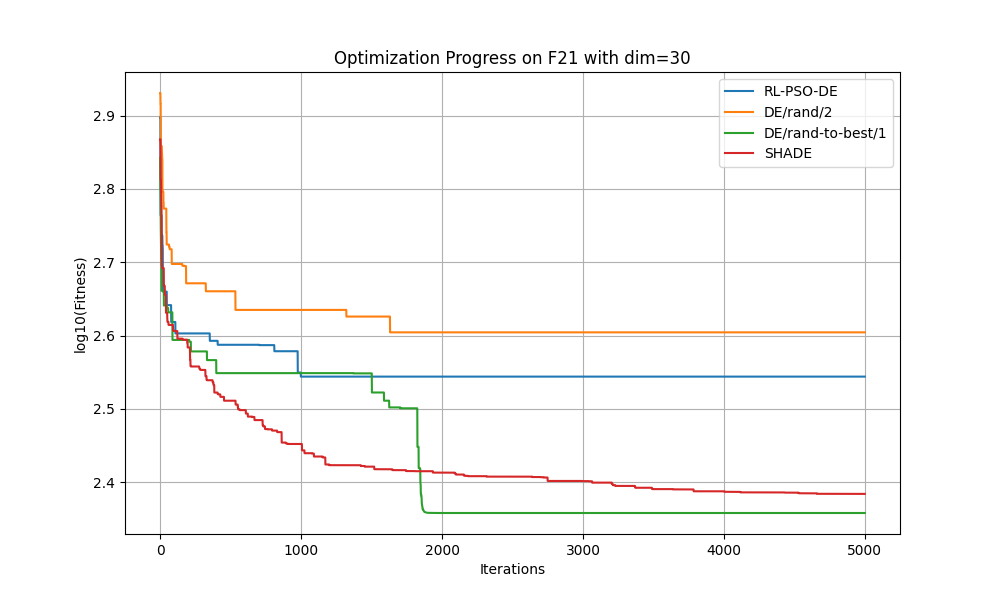 Optimization Progress on F21 with dim=30
RL-PSO-DE
DE/rand/2
DE/rand-to-best/1
SHADE
log10(Fitness)
2.9
2.8
2.7
2.6
2.5
2.4
0 1000 2000 3000 4000 5000
Iterations